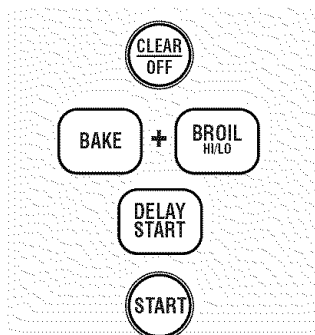 CLEAR
OFF
BAKE + BROIL
HI/LO
DELAY
START
START